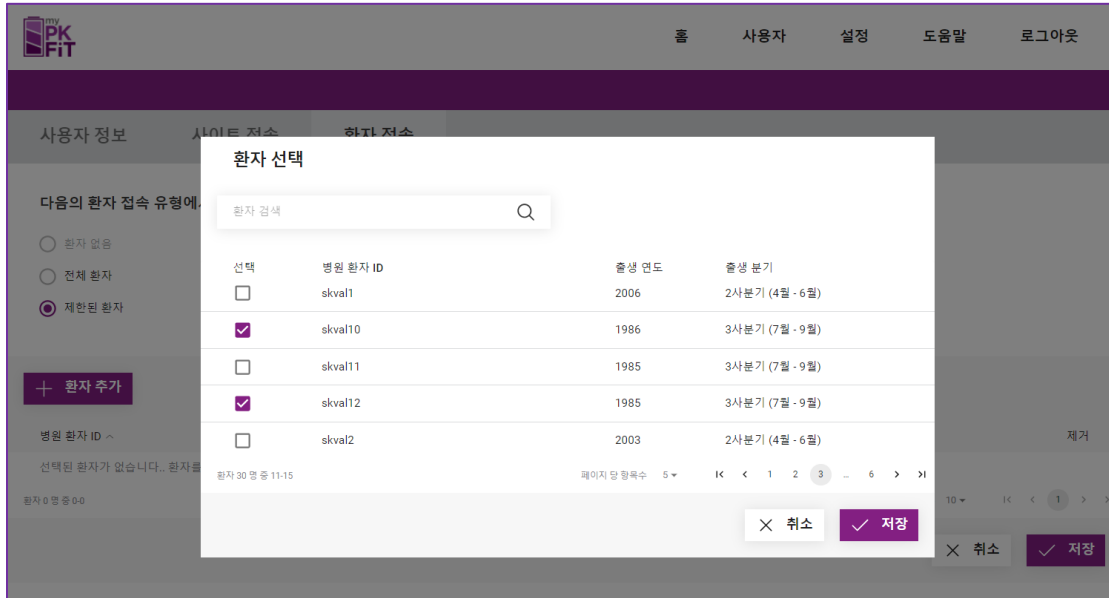 my
PK
FiT
홈 사용자 설정 도움말 로그아웃
사용자 정보 사이트 접속 환자 접속
다음의 환자 접속 유형에서
환자 없음
전체 환자
제한된 환자
+ 환자 추가
병원 환자 ID
제거
선택된 환자가 없습니다.. 환자를
환자 0 명 중 0-0
10
1
취소 저장
환자 선택
환자 검색
선택 병원 환자 ID 출생 연도 출생 분기
skval1 2006 2사분기 (4월 - 6월)
skval10 1986 3사분기 (7월 - 9월)
skval11 1985 3사분기 (7월 - 9월)
skval12 1985 3사분기 (7월 - 9월)
skval2 2003 2사분기 (4월 - 6월)
환자 30 명 중 11-15 페이지 당 항목수 5 1 2 3 ... 6
취소 저장